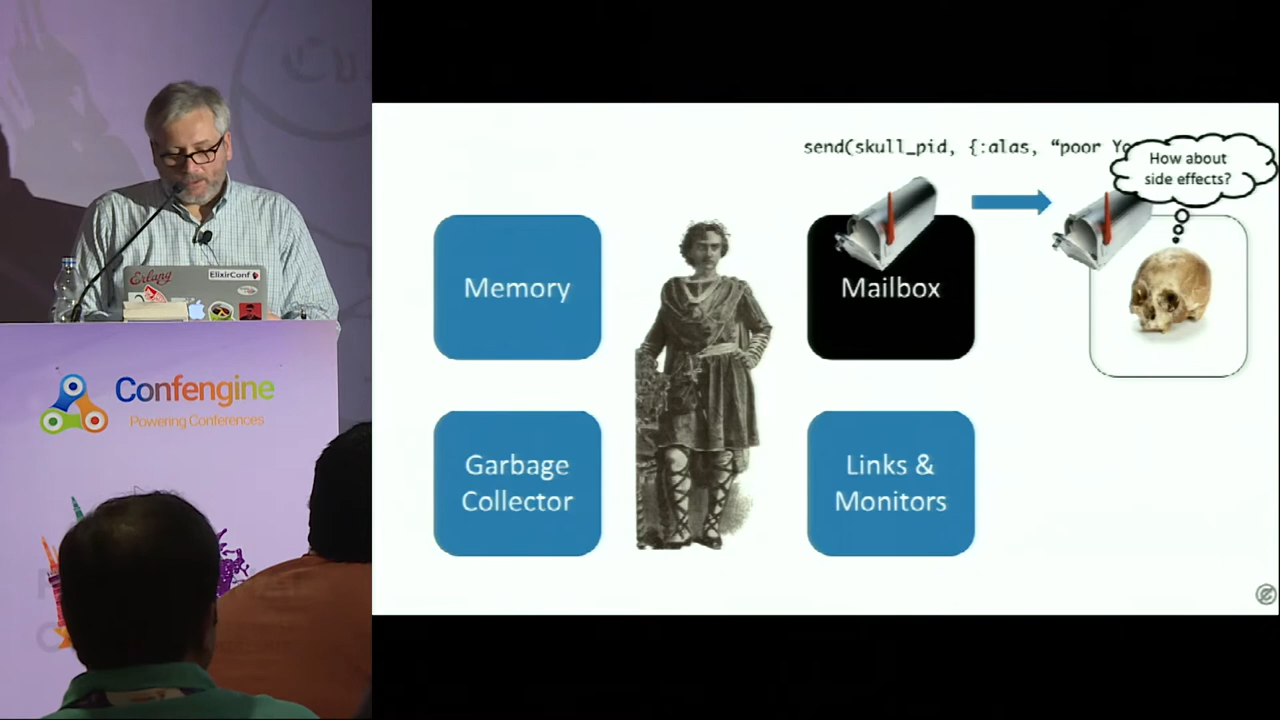 Erlang
ElixirConf
Confengine
Powering Conferences
send(skull_pid, {:alas, “poor Yo
How about
side effects?
Memory
Mailbox
Garbage
Collector
Links &
Monitors